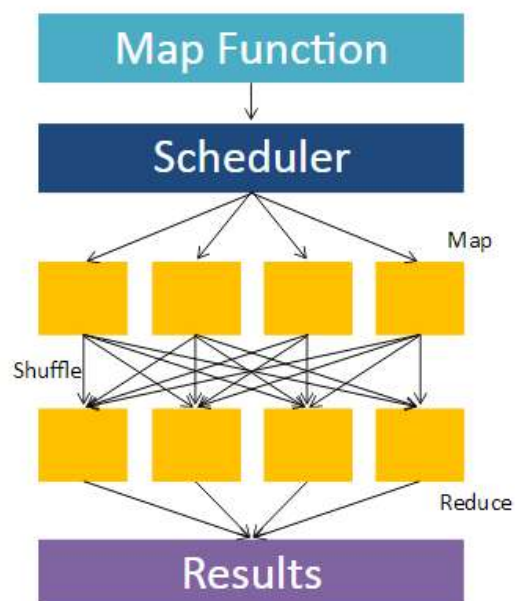 Map Function
Scheduler
Map
Shuffle
Reduce
Results